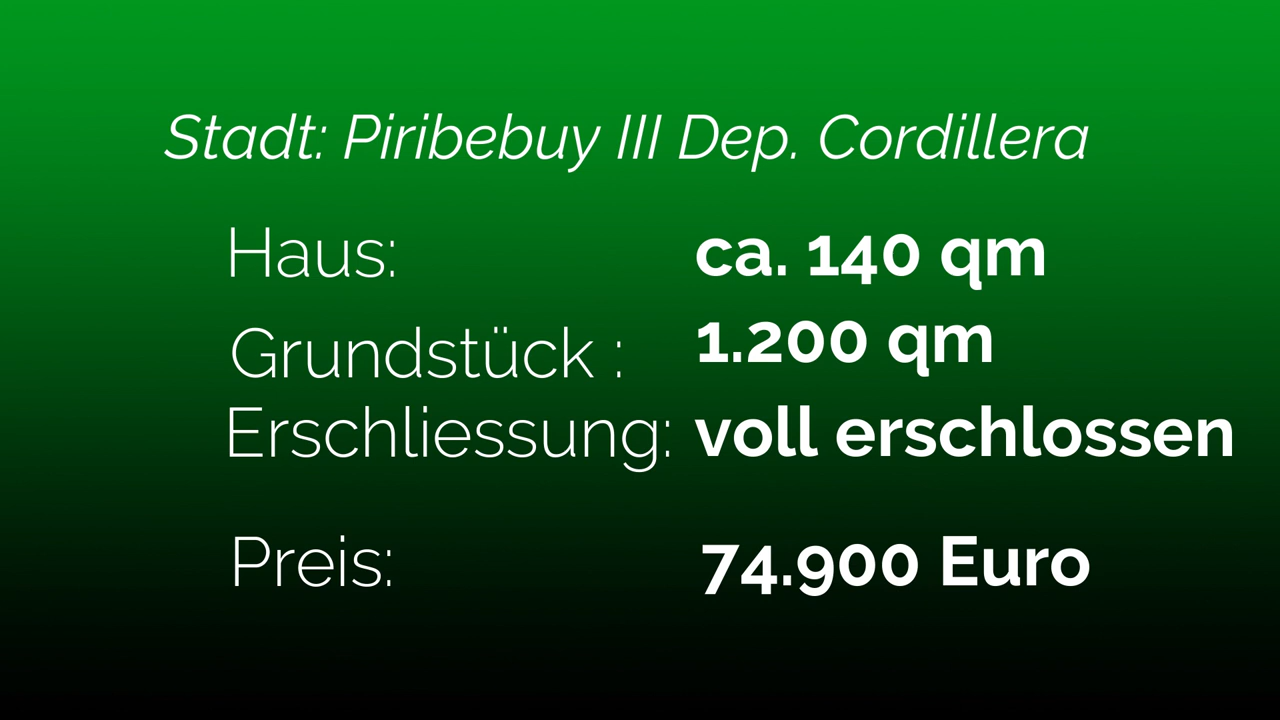 Stadt: Piribebuy III Dep. Cordillera
Haus: ca. 140 qm
Grundstück : 1.200 qm
Erschliessung: voll erschlossen
Preis: 74.900 Euro